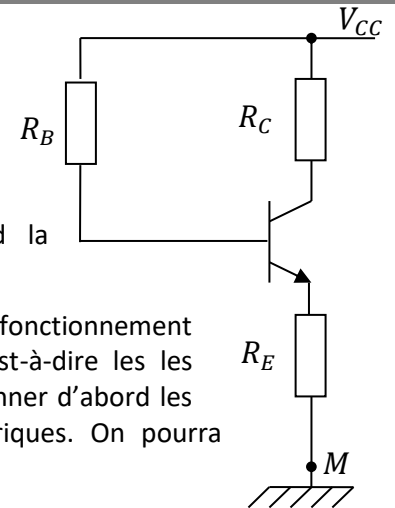 V_CC
R_B
R_C
d la
fonctionnement
st-à-dire les les
R_E
nner d'abord les
riques. On pourra
M